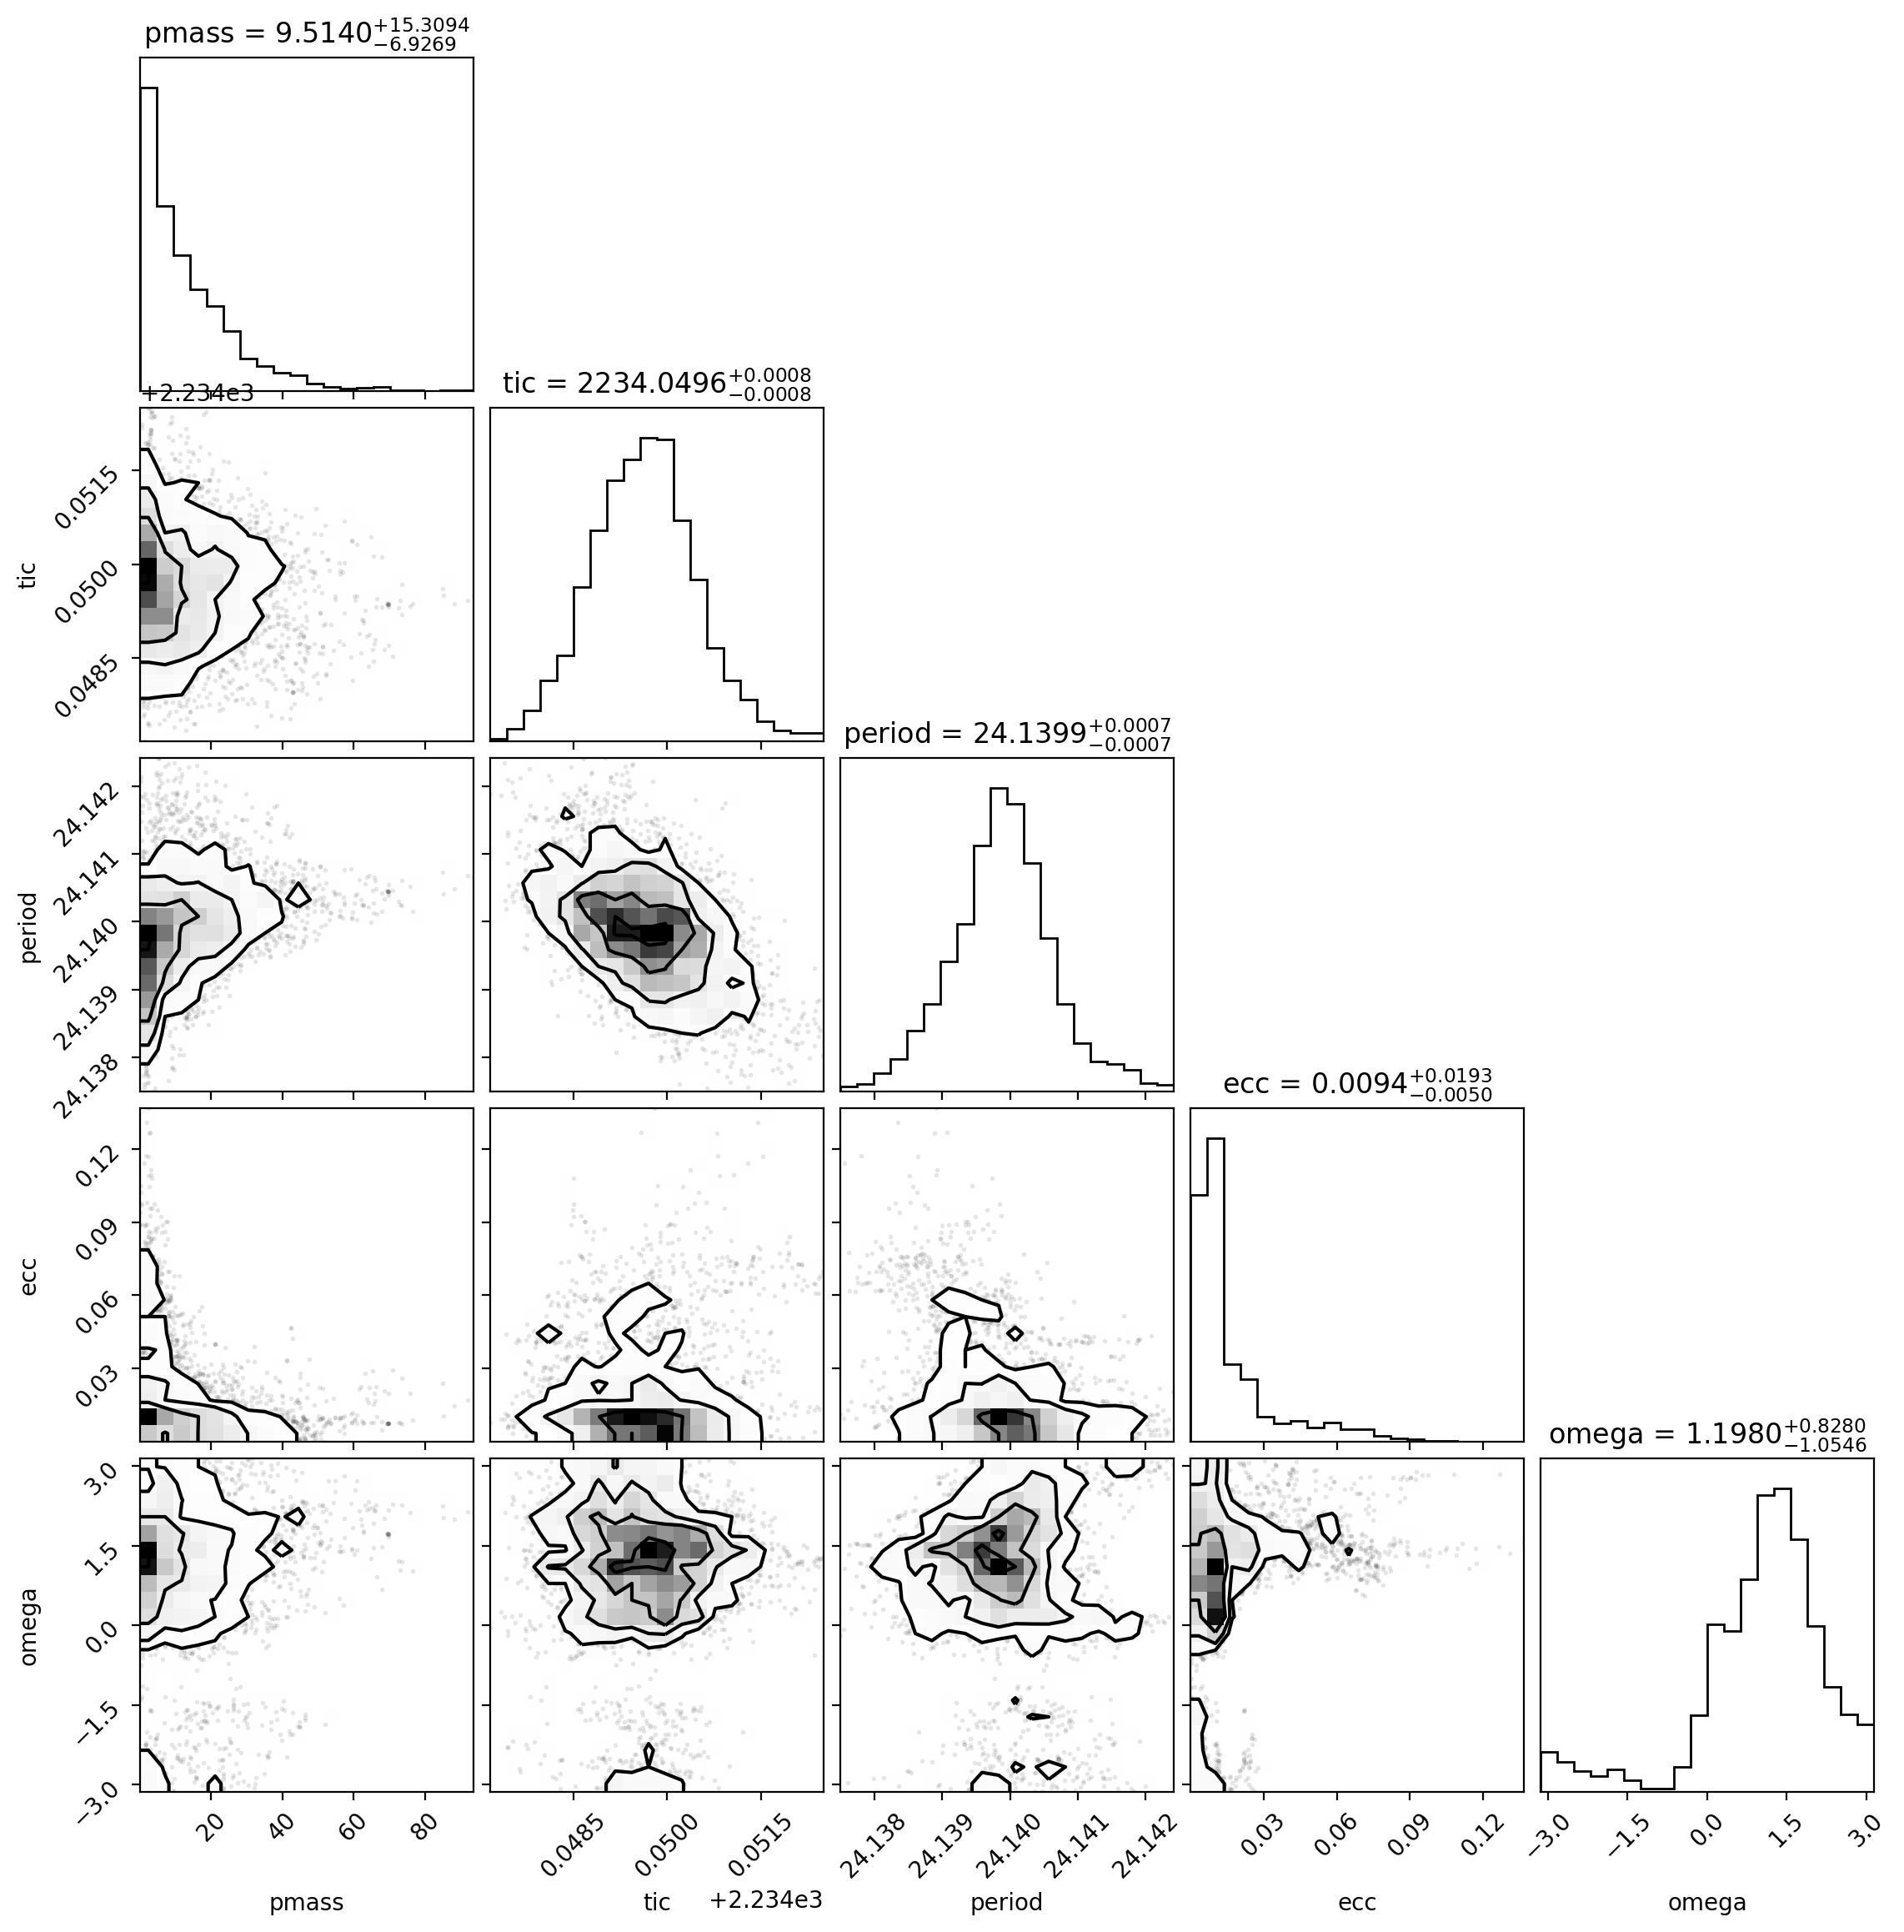 pmass = 9.5140 +15.3094 −6.9269
+2.234e3
tic = 2234.0496 +0.0008 −0.0008
tic
0.0515
0.0500
0.0485
period = 24.1399 +0.0007 −0.0007
period
24.142
24.141
24.140
24.139
24.138
ecc = 0.0094 +0.0193 −0.0050
ecc
0.12
0.09
0.06
0.03
omega = 1.1980 +0.8280 −1.0546
omega
3.0
1.5
0.0
−1.5
−3.0
20 40 60 80 0.0485 0.0500 0.0515 24.138 24.139 24.140 24.141 24.142 0.03 0.06 0.09 0.12 −3.0 −1.5 0.0 1.5 3.0
pmass tic +2.234e3 period ecc omega